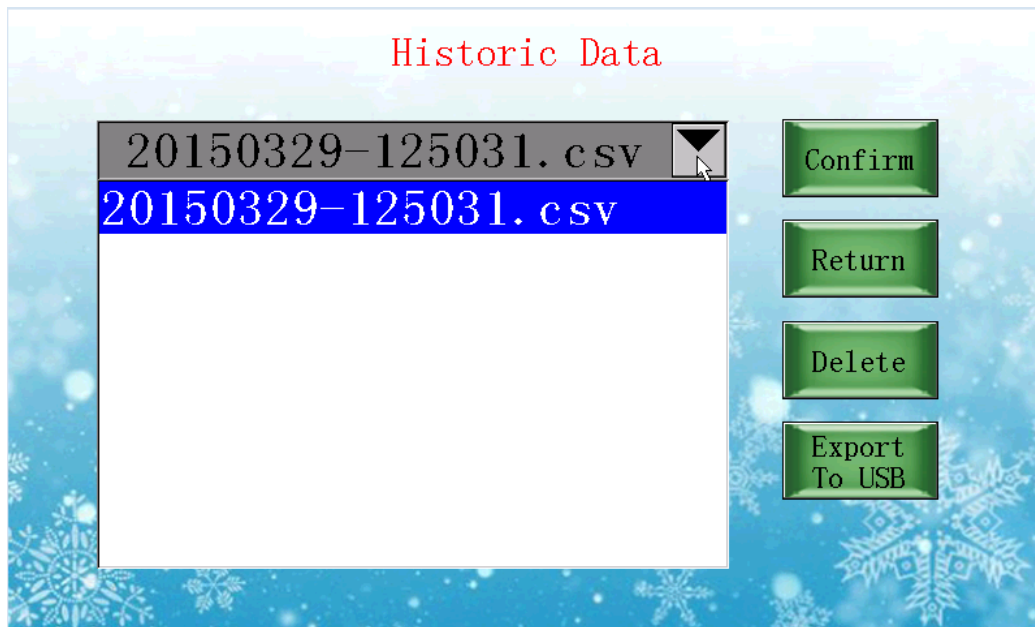 Historic Data
20150329-125031.csv
20150329-125031.csv
Confirm
Return
Delete
Export
To USB